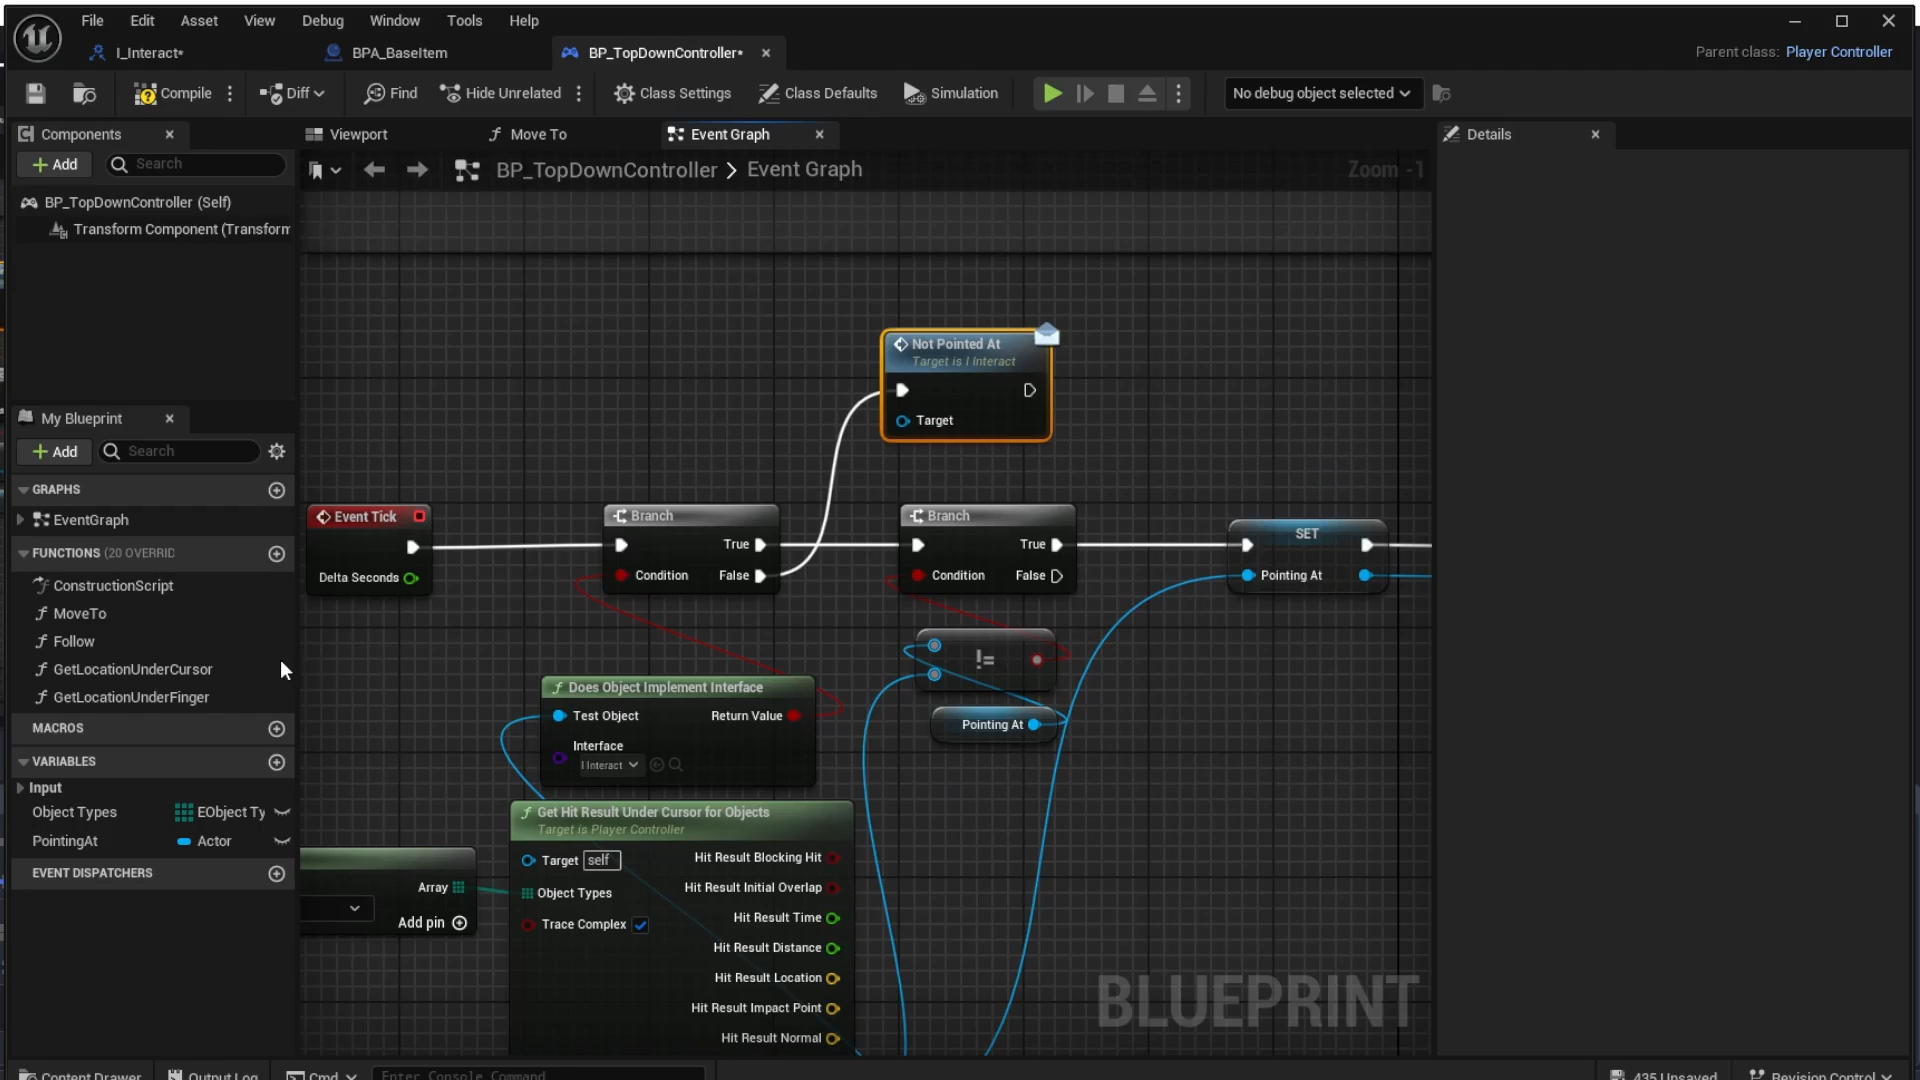 File Edit Asset View Debug Window Tools Help
I_Interact* BPA_BaseItem BP_TopDownController* Parent class: Player Controller
Compile Diff Find Hide Unrelated Class Settings Class Defaults Simulation No debug object selected
Components Viewport Move To Event Graph Details
Add Search BP_TopDownController Event Graph Zoom -1
BP_TopDownController (Self)
Transform Component (Transform
Not Pointed At
Target is I Interact
Target
My Blueprint
Add Search
GRAPHS
EventGraph
FUNCTIONS (20 OVERRID
ConstructionScript
MoveTo
Follow
GetLocationUnderCursor
GetLocationUnderFinger
MACROS
VARIABLES
Input
Object Types EObject Ty
PointingAt Actor
EVENT DISPATCHERS
Event Tick
Delta Seconds
Branch
True
Condition False
Branch
True
Condition False
SET
Pointing At
!=
Pointing At
Does Object Implement Interface
Test Object Return Value
Interface
I Interact
Get Hit Result Under Cursor for Objects
Target is Player Controller
Target self Hit Result Blocking Hit
Object Types Hit Result Initial Overlap
Trace Complex Hit Result Time
Hit Result Distance
Hit Result Location
Hit Result Impact Point
Hit Result Normal
Array
Add pin
BLUEPRINT
Content Drawer Output Log Cmd Enter Console Command 435 Unsaved Revision Control